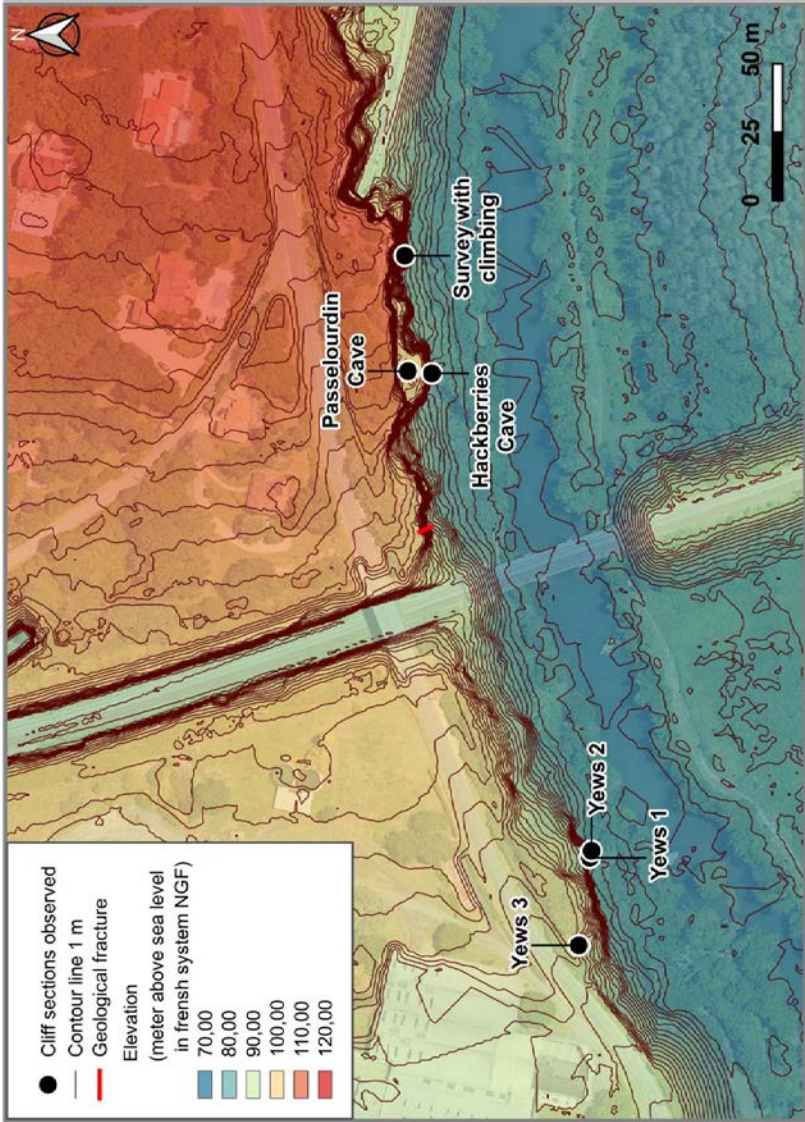 N
Cliff sections observed
Contour line 1 m
Geological fracture
Elevation
(meter above sea level
in frensh system NGF)
70,00
80,00
90,00
100,00
110,00
120,00
Passelourdin
Cave
Survey with
climbing
Hackberries
Cave
Yews 3
Yews 2
Yews 1
0
25
50 m